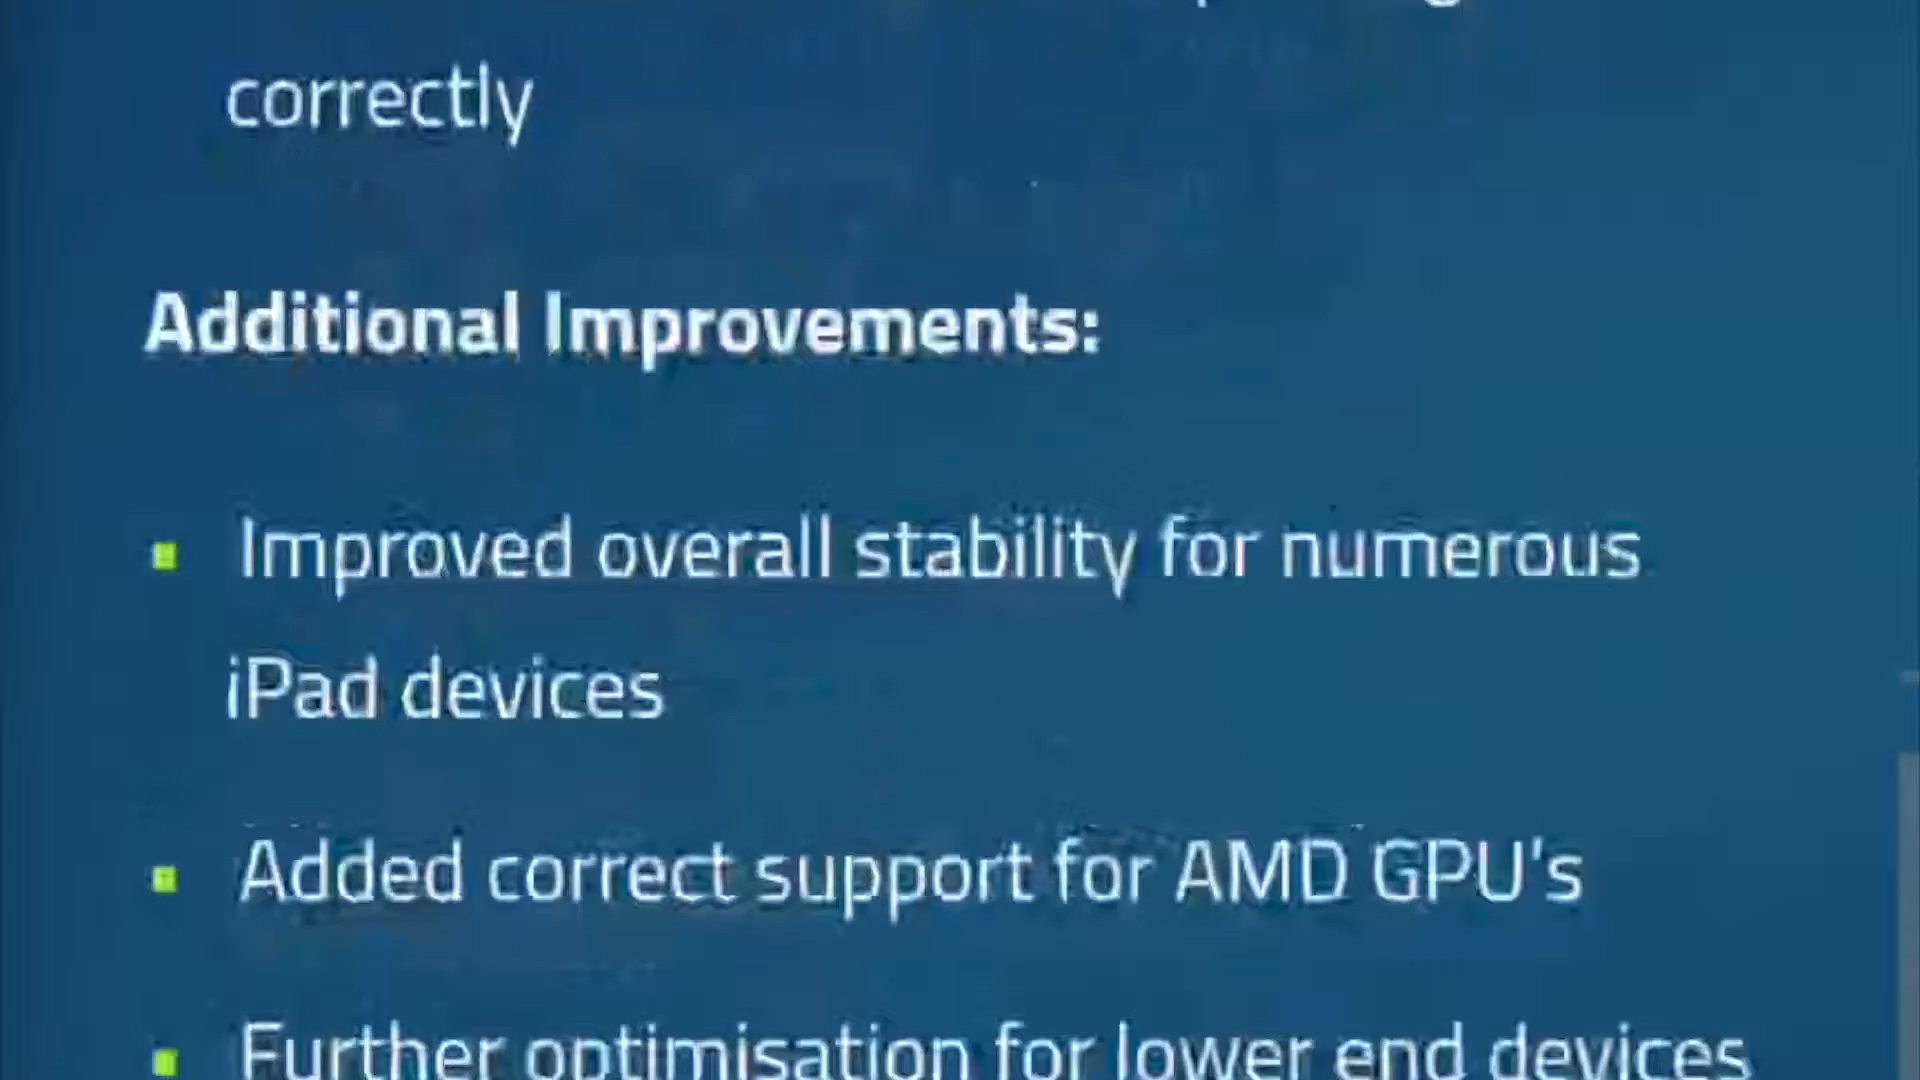 correctly
Additional Improvements:
Improved overall stability for numerous
iPad devices
Added correct support for AMD GPU's
Further optimisation for lower end devices